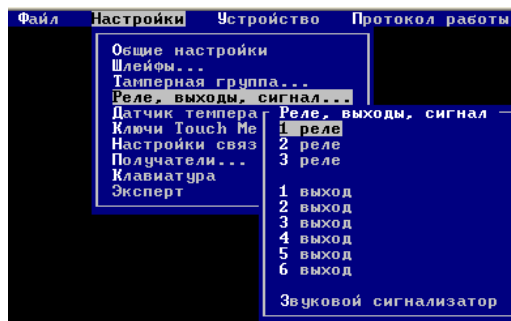 Файл Настройки Устройство Протокол работы
Общие настройки
Шлейфы...
Тамперная группа...
Реле, выходы, сигнал...
Датчик темпера
Ключи Touch Me
Настройки связ
Получатели...
Клавиатура
Эксперт
Реле, выходы, сигнал
1 реле
2 реле
3 реле
1 выход
2 выход
3 выход
4 выход
5 выход
6 выход
Звуковой сигнализатор